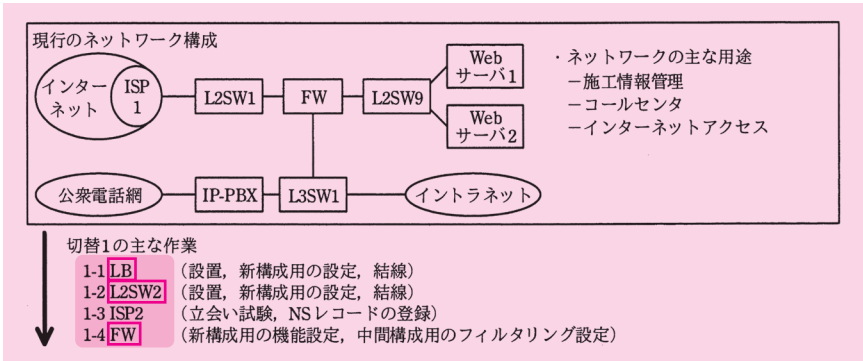 現行のネットワーク構成
インター
ネット
ISP
1
L2SW1
FW
L2SW9
Web
サーバ1
Web
サーバ2
・ネットワークの主な用途
－施工情報管理
－コールセンタ
－インターネットアクセス
公衆電話網
IP-PBX
L3SW1
イントラネット
切替1の主な作業
1-1 LB （設置，新構成用の設定，結線）
1-2 L2SW2 （設置，新構成用の設定，結線）
1-3 ISP2 （立会い試験，NSレコードの登録）
1-4 FW （新構成用の機能設定，中間構成用のフィルタリング設定）